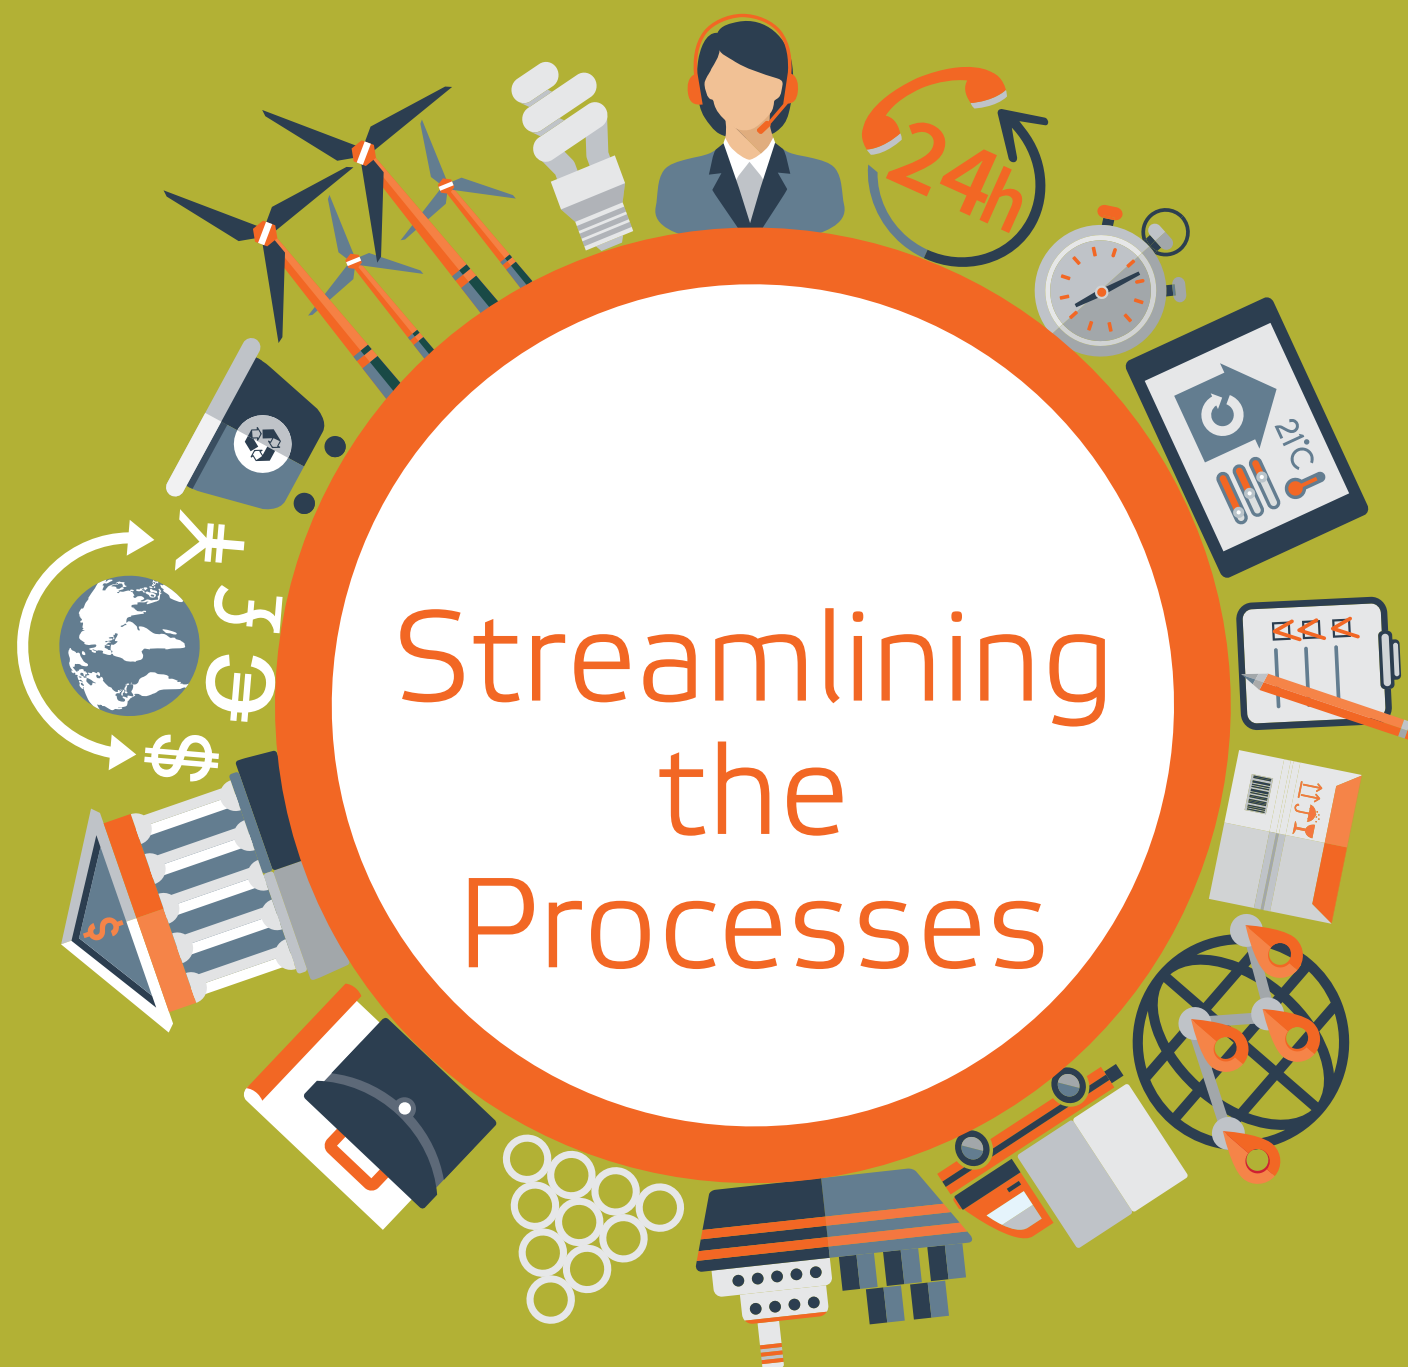 24h
21°C
¥
£
€
$
$
Streamlining
the
Processes